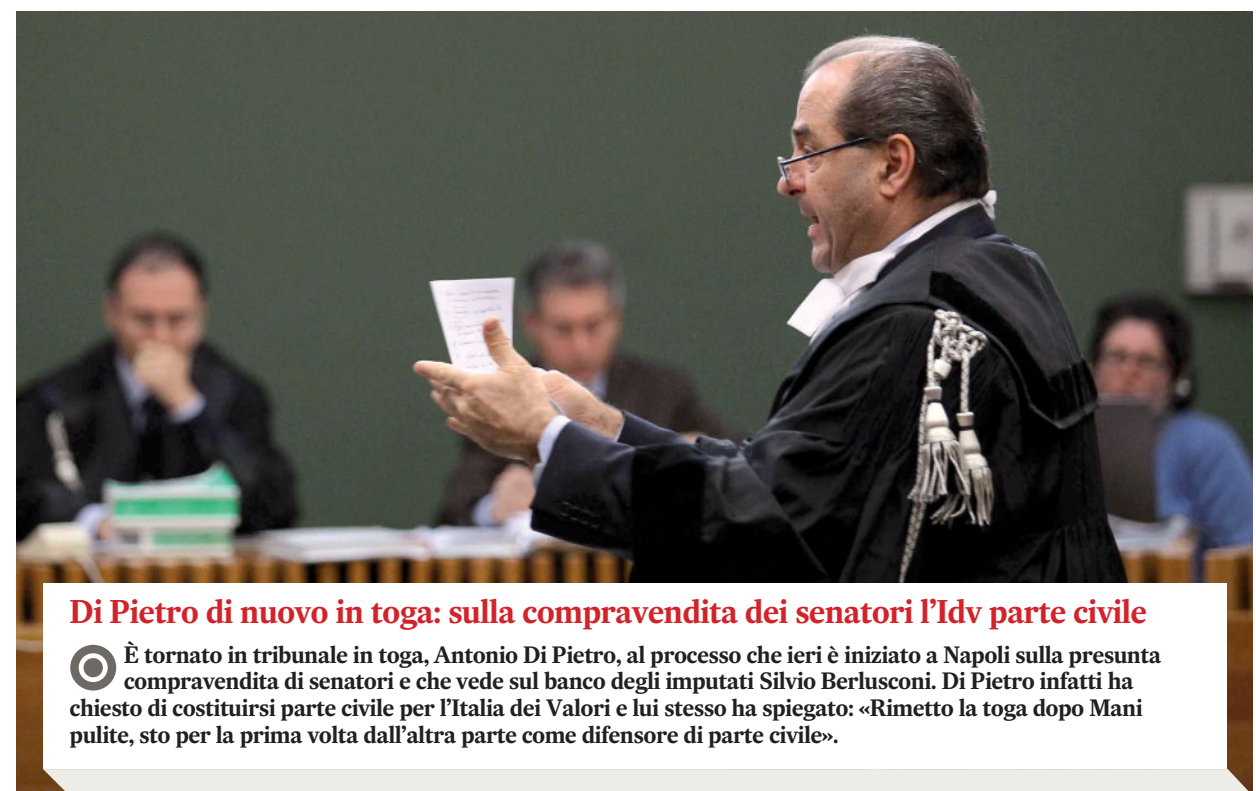 Di Pietro di nuovo in toga: sulla compravendita dei senatori l’Idv parte civile
È tornato in tribunale in toga, Antonio Di Pietro, al processo che ieri è iniziato a Napoli sulla presunta
compravendita di senatori e che vede sul banco degli imputati Silvio Berlusconi. Di Pietro infatti ha
chiesto di costituirsi parte civile per l’Italia dei Valori e lui stesso ha spiegato: «Rimetto la toga dopo Mani
pulite, sto per la prima volta dall’altra parte come difensore di parte civile».